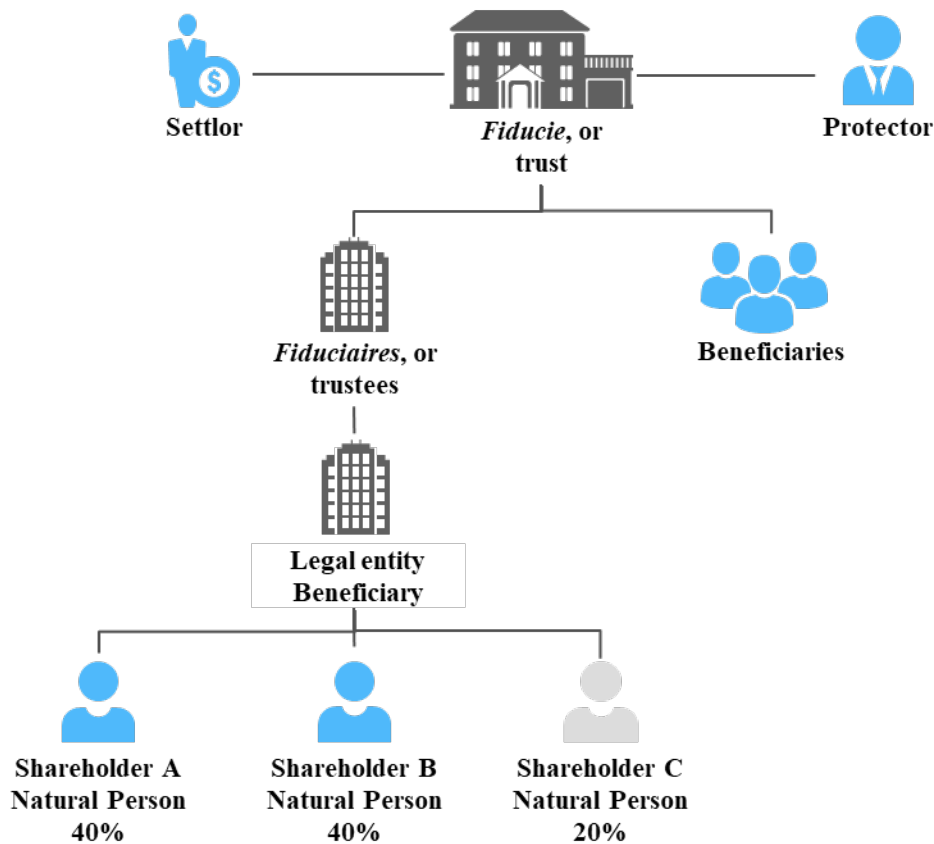 $
Settlor
Fiducie, or
trust
Protector
Fiduciaires, or
trustees
Beneficiaries
Legal entity
Beneficiary
Shareholder A
Natural Person
40%
Shareholder B
Natural Person
40%
Shareholder C
Natural Person
20%